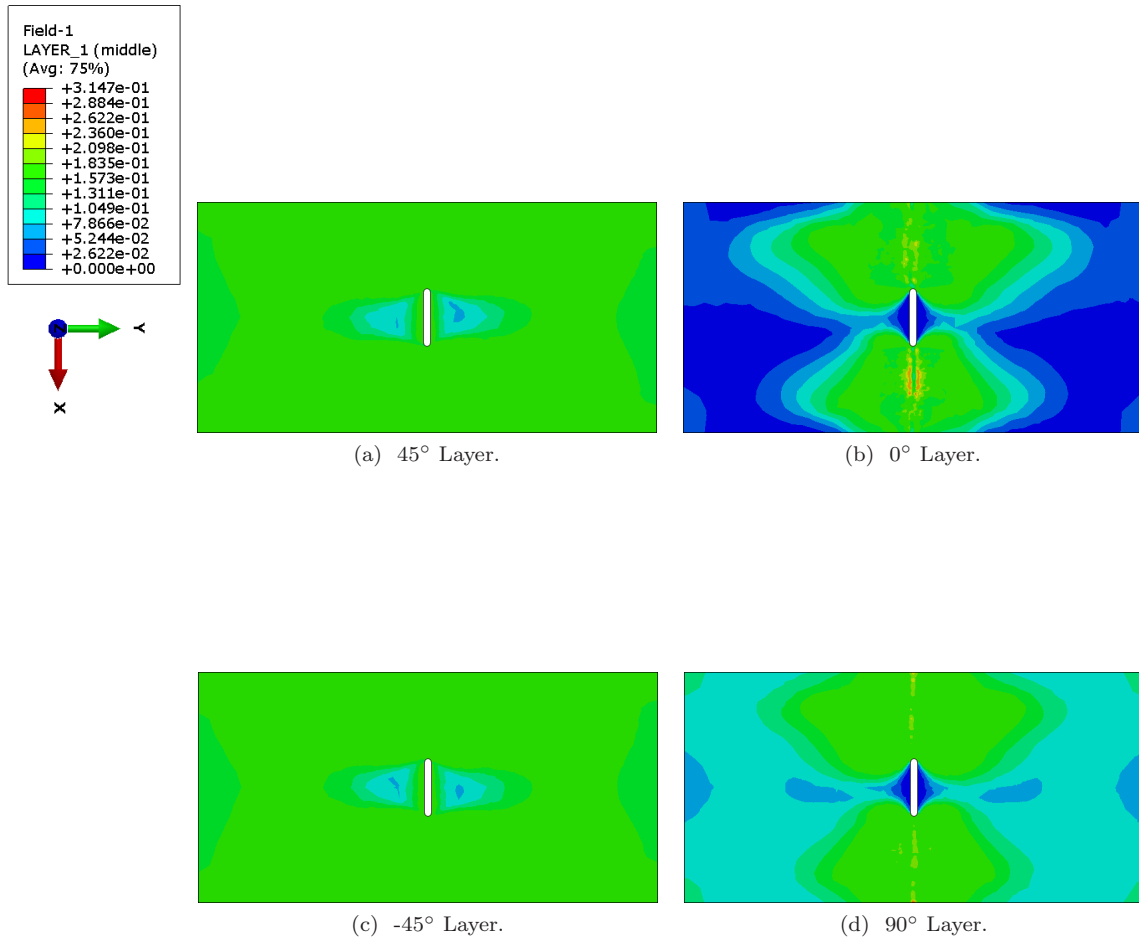 Field-1
LAYER_1 (middle)
(Avg: 75%)
+3.147e-01
+2.884e-01
+2.622e-01
+2.360e-01
+2.098e-01
+1.835e-01
+1.573e-01
+1.311e-01
+1.049e-01
+7.866e-02
+5.244e-02
+2.622e-02
+0.000e+00
Z
Y
X
(a) 45° Layer.
(b) 0° Layer.
(c) -45° Layer.
(d) 90° Layer.